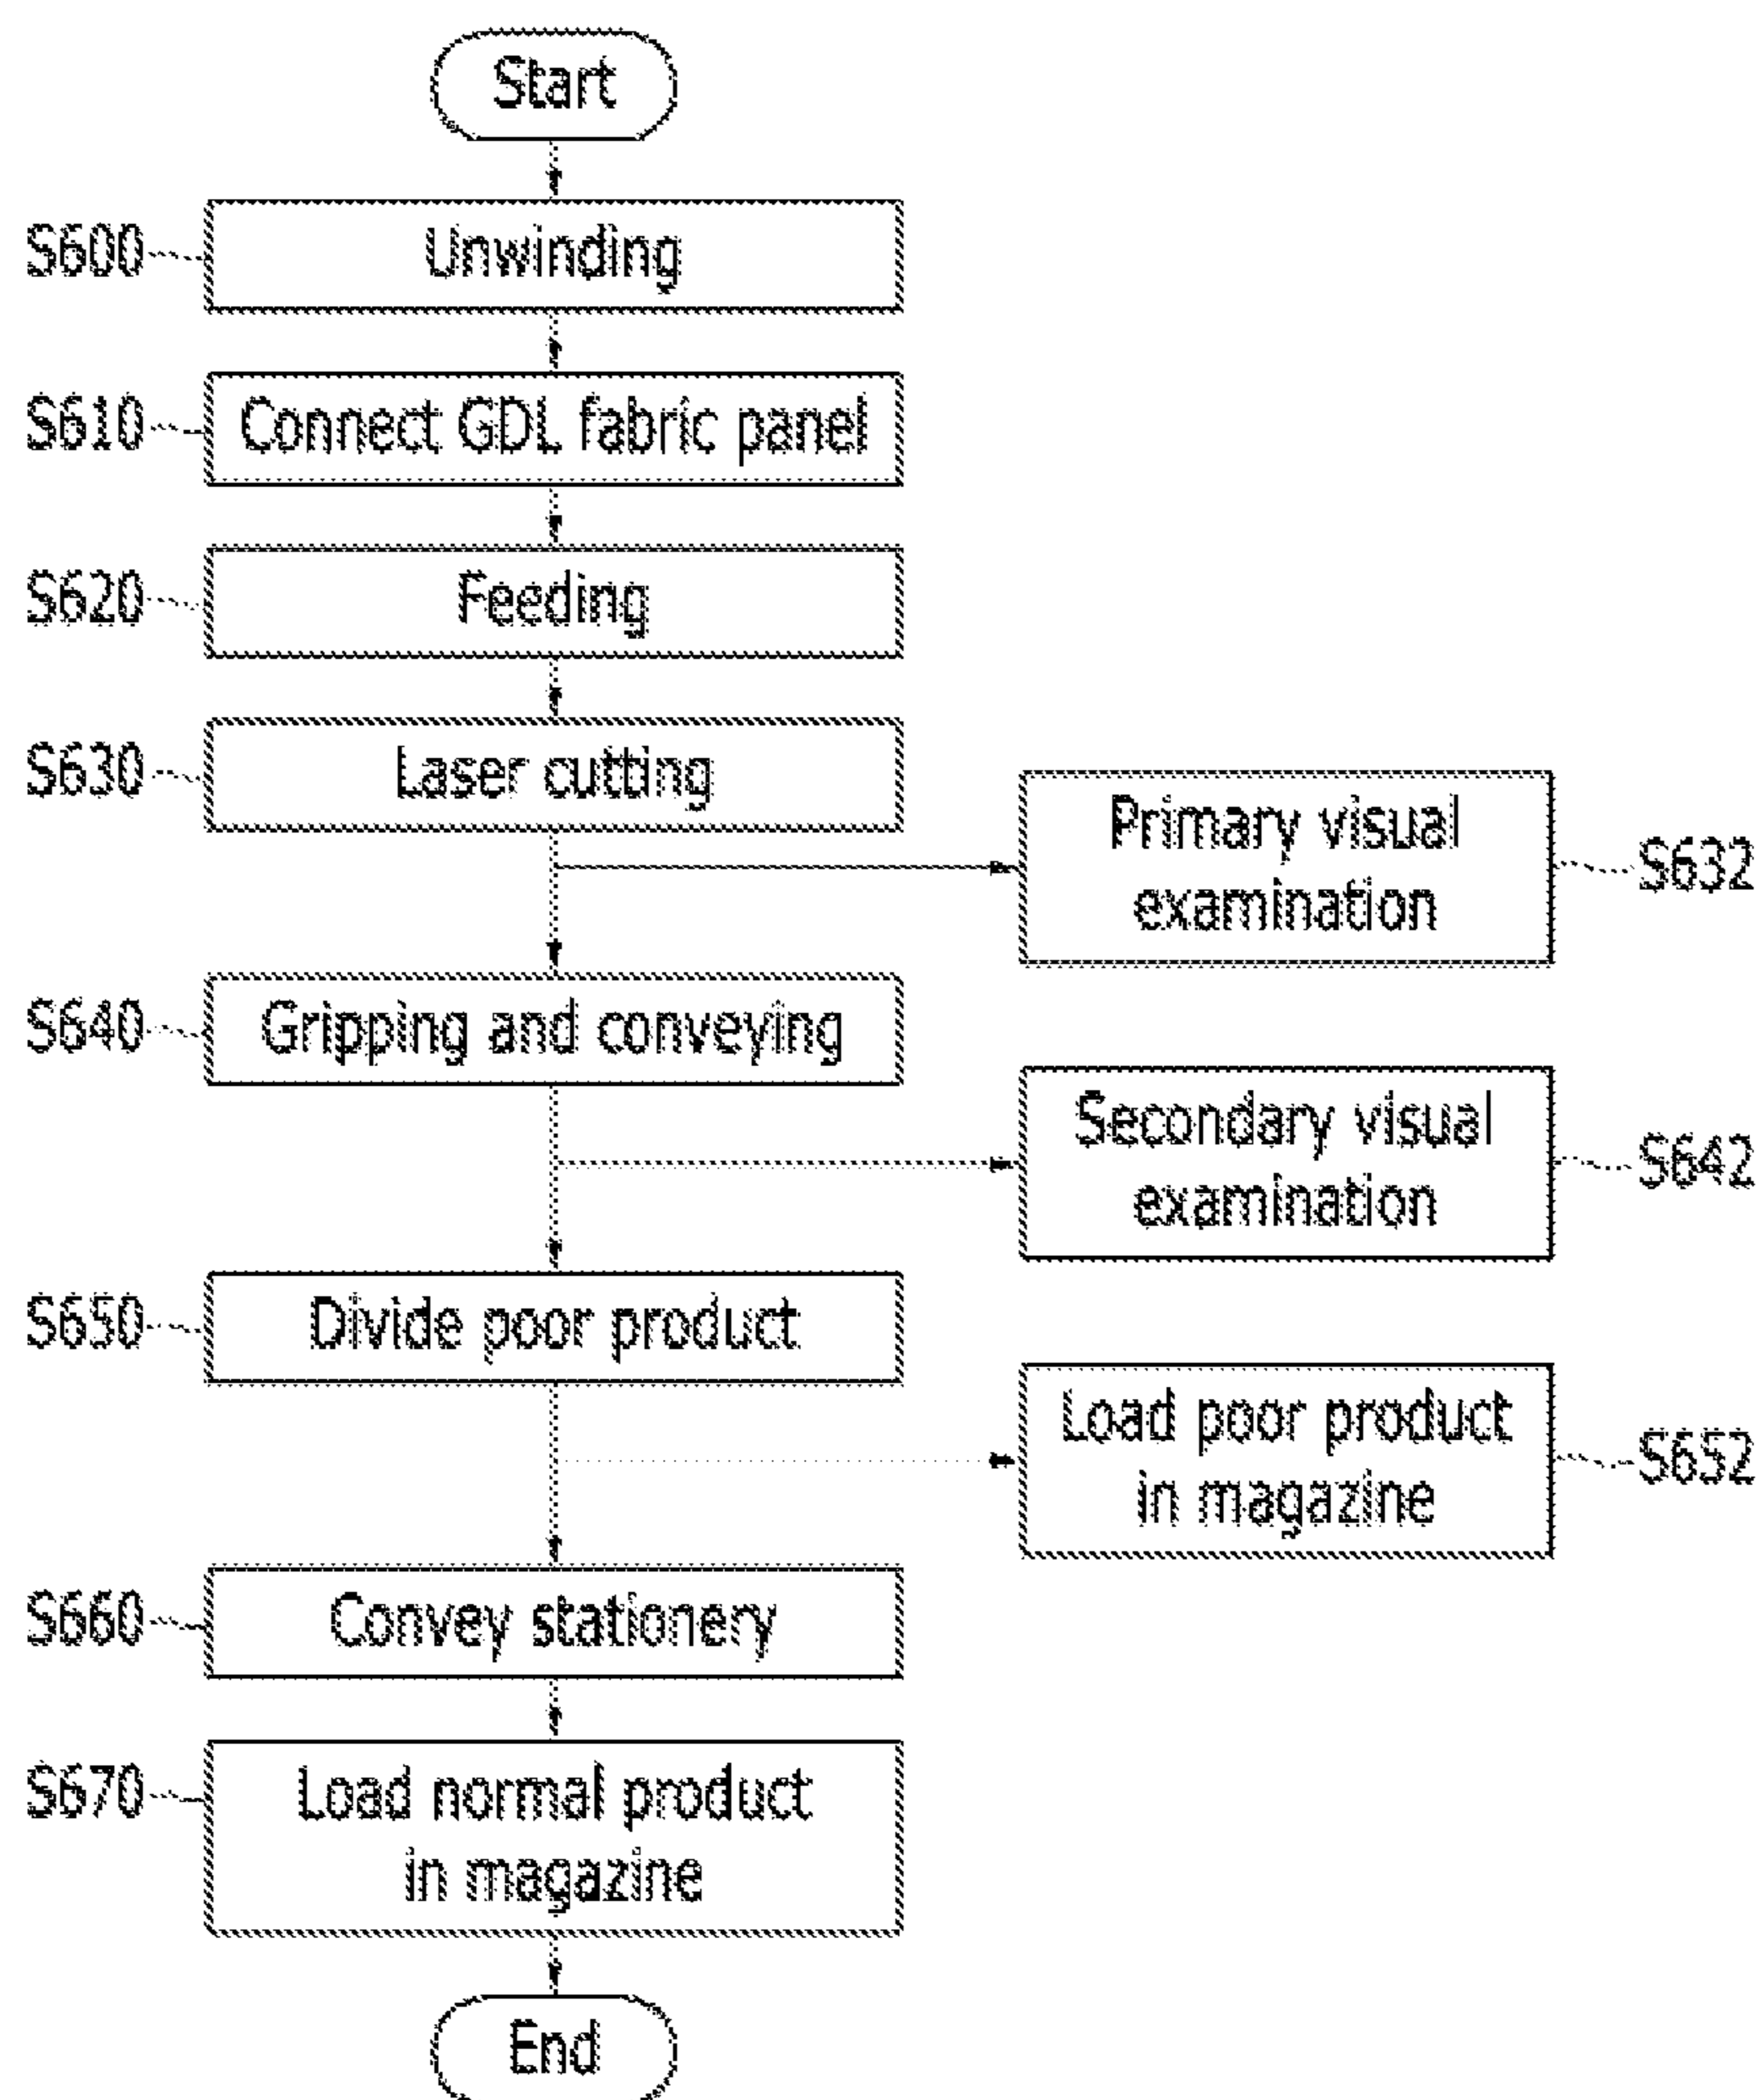 Start
S600
Unwinding
S610
Connect GDL fabric panel
S620
Feeding
S630
Laser cutting
Primary visual
examination
S632
S640
Gripping and conveying
Secondary visual
examination
S642
S650
Divide poor product
Load poor product
in magazine
S652
S660
Convey stationery
S670
Load normal product
in magazine
End